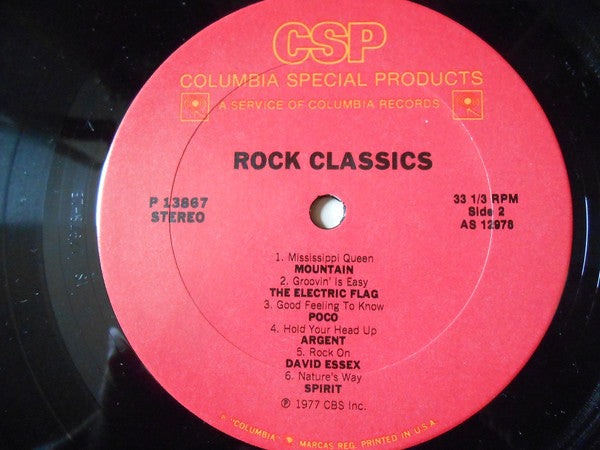 CSP
COLUMBIA SPECIAL PRODUCTS
A SERVICE OF COLUMBIA RECORDS
ROCK CLASSICS
P 13867
STEREO
33 1/3 RPM
Side 2
AS 12978
1. Mississippi Queen
MOUNTAIN
2. Groovin' Is Easy
THE ELECTRIC FLAG
3. Good Feeling To Know
POCO
4. Hold Your Head Up
ARGENT
5. Rock On
DAVID ESSEX
6. Nature's Way
SPIRIT
℗ 1977 CBS Inc.
"COLUMBIA" MARCAS REG. PRINTED IN U.S.A.